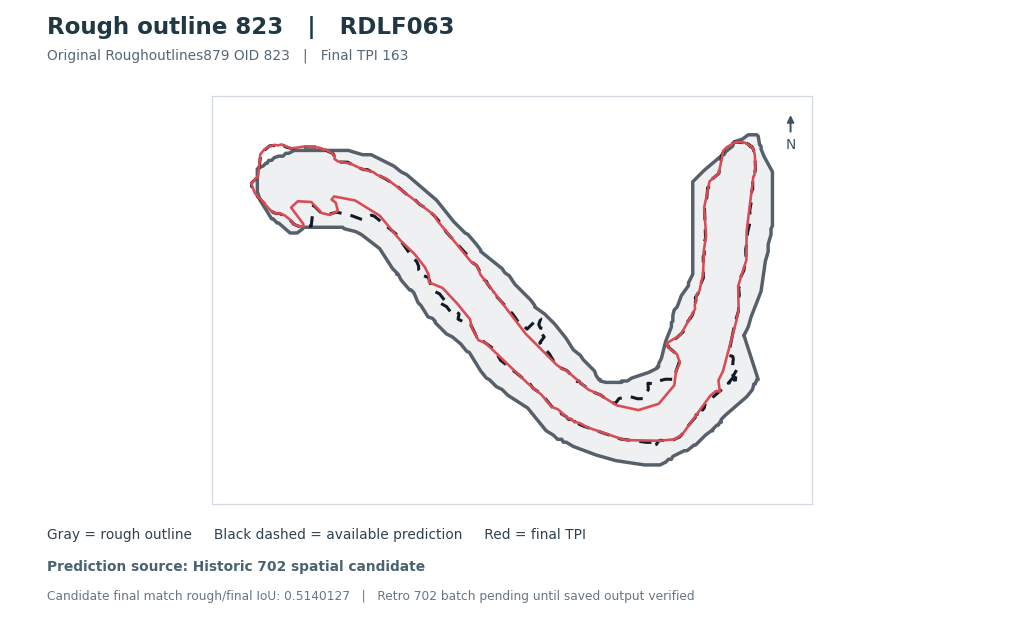 Rough outline 823   |   RDLF063
Original Roughoutlines879 OID 823   |   Final TPI 163
N
Gray = rough outline     Black dashed = available prediction     Red = final TPI
Prediction source: Historic 702 spatial candidate
Candidate final match rough/final IoU: 0.5140127   |   Retro 702 batch pending until saved output verified